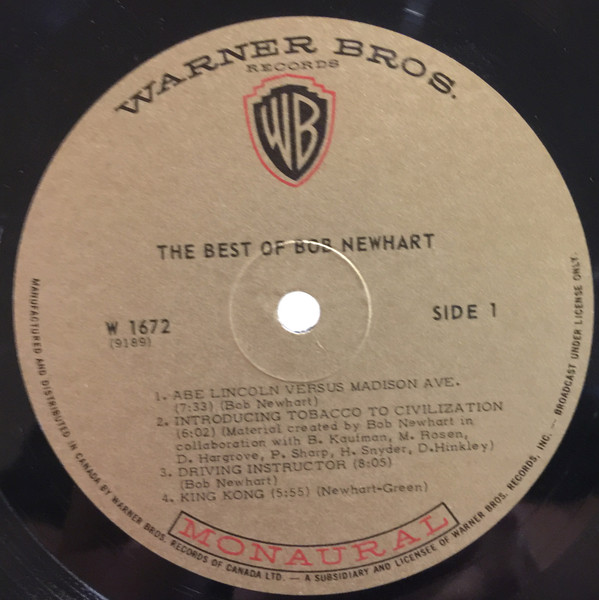 WARNER BROS.
RECORDS
WB
THE BEST OF BOB NEWHART
W 1672
(9189)
SIDE 1
1. ABE LINCOLN VERSUS MADISON AVE.
(7:33) (Bob Newhart)
2. INTRODUCING TOBACCO TO CIVILIZATION
(6:02) (Material created by Bob Newhart in
collaboration with B. Kaufman, M. Rosen,
D. Hargrove, P. Sharp, H. Snyder, D.Hinkley)
3. DRIVING INSTRUCTOR (8:05)
(Bob Newhart)
4. KING KONG (5:55) (Newhart-Green)
MONAURAL
MANUFACTURED AND DISTRIBUTED IN CANADA BY WARNER BROS. RECORDS OF CANADA LTD. — A SUBSIDIARY AND LICENSEE OF WARNER BROS. RECORDS, INC. — BROADCAST UNDER LICENSE ONLY.